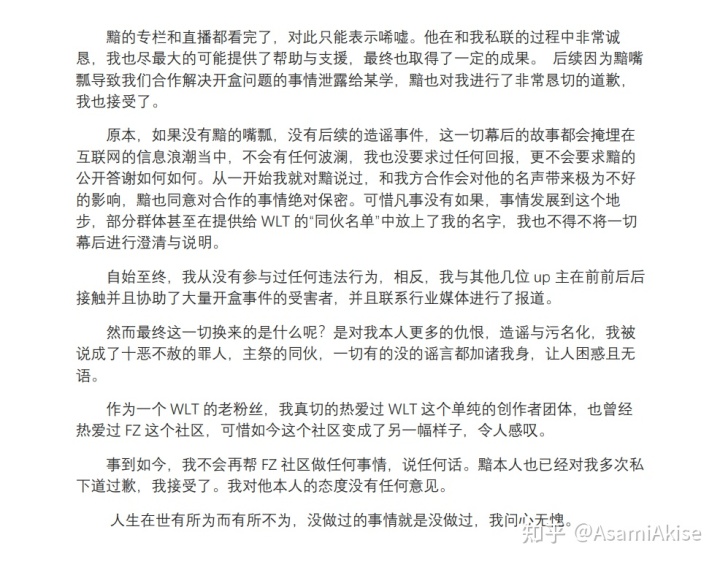 黯的专栏和直播都看完了，对此只能表示唏嘘。他在和我私联的过程中非常诚
恳，我也尽最大的可能提供了帮助与支援，最终也取得了一定的成果。 后续因为黯嘴
瓢导致我们合作解决开盒问题的事情泄露给某学，黯也对我进行了非常恳切的道歉，
我也接受了。
原本，如果没有黯的嘴瓢，没有后续的造谣事件，这一切幕后的故事都会掩埋在
互联网的信息浪潮当中，不会有任何波澜，我也没要求过任何回报，更不会要求黯的
公开答谢如何如何。从一开始我就对黯说过，和我方合作会对他的名声带来极为不好
的影响，黯也同意对合作的事情绝对保密。可惜凡事没有如果，事情发展到这个地
步，部分群体甚至在提供给 WLT 的“同伙名单”中放上了我的名字，我也不得不将一切
幕后进行澄清与说明。
自始至终，我从没有参与过任何违法行为，相反，我与其他几位 up 主在前前后后
接触并且协助了大量开盒事件的受害者，并且联系行业媒体进行了报道。
然而最终这一切换来的是什么呢？是对我本人更多的仇恨，造谣与污名化，我被
说成了十恶不赦的罪人，主祭的同伙，一切有的没的谣言都加诸我身，让人困惑且无
语。
作为一个 WLT 的老粉丝，我真切的热爱过 WLT 这个单纯的创作者团体，也曾经
热爱过 FZ 这个社区，可惜如今这个社区变成了另一幅样子，令人感叹。
事到如今，我不会再帮 FZ 社区做任何事情，说任何话。黯本人也已经对我多次私
下道过歉，我接受了。我对他本人的态度没有任何意见。
人生在世有所为而有所不为，没做过的事情就是没做过，我问心无愧。
知乎 @AsamiAkise